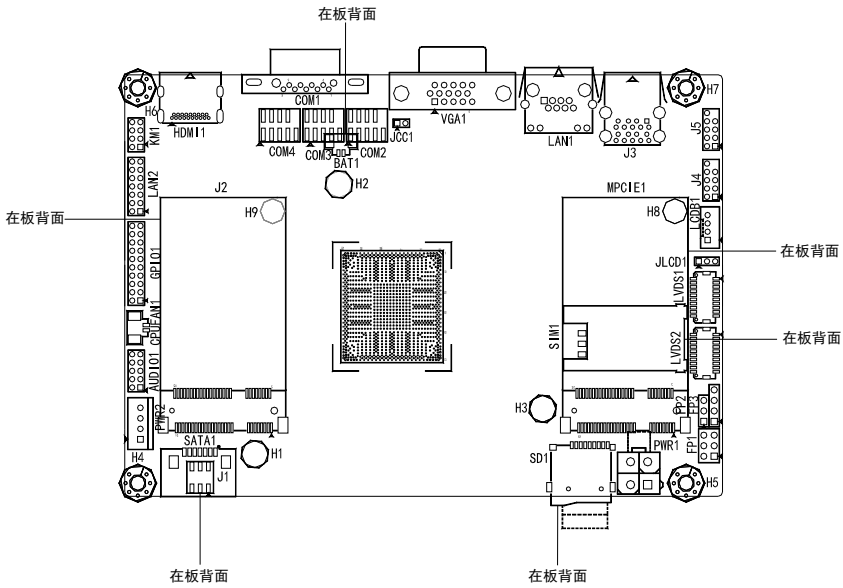 在板背面
H6
HDMI1
COM1
VGA1
LAN1
J3
H7
KM1
COM4
COM3
COM2
JCC1
BAT1
J5
LAN2
J2
H2
MPCIE1
J4
在板背面
H9
H8
LCDB1
GPIO1
JLCD1
在板背面
CPUFAN1
LVDS1
SIM1
LVDS2
在板背面
AUDIO1
PWR2
H3
FP2
FP3
SATA1
H4
H1
J1
SD1
PWR1
FP1
H5
在板背面
在板背面